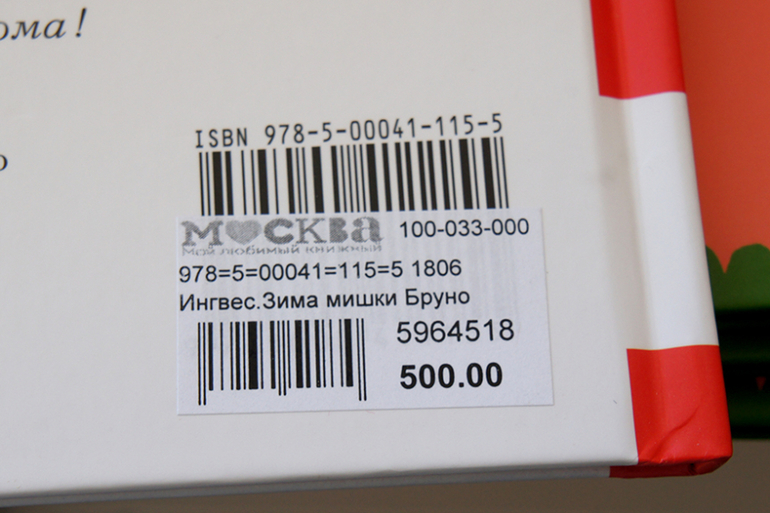 ома!
ISBN 978-5-00041-115-5
МОСКВа 100-033-000
Мой любимый книжный
978=5=00041=115=5 1806
Ингвес.Зима мишки Бруно
5964518
500.00